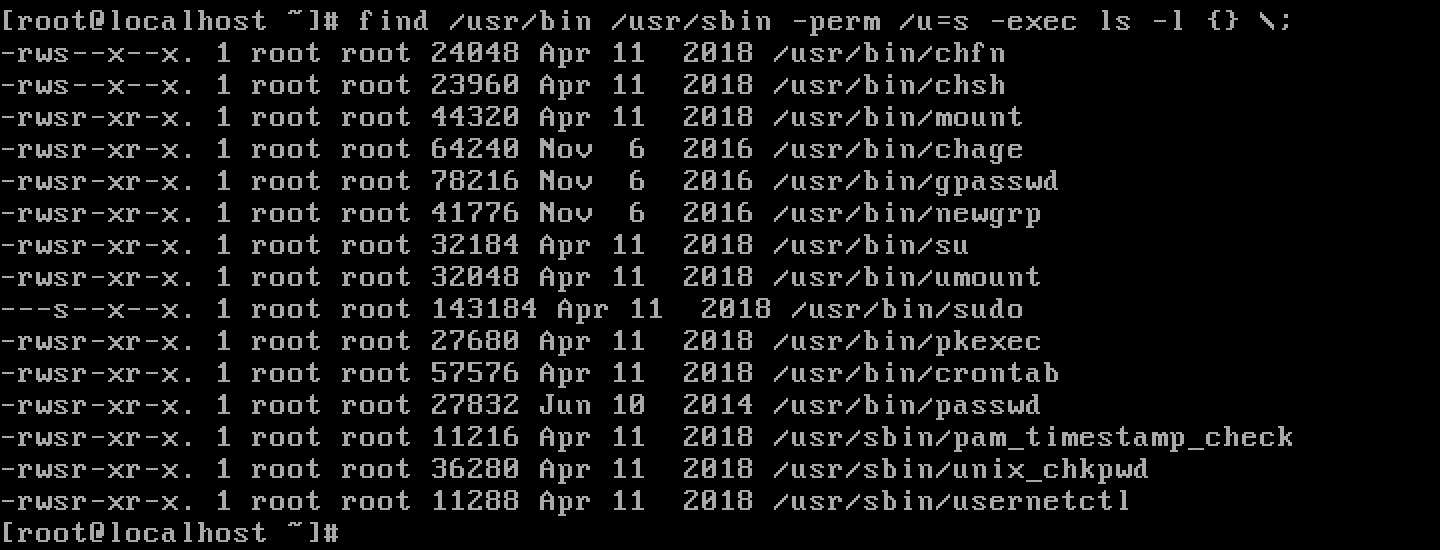 [root@localhost ~]# find /usr/bin /usr/sbin -perm /u=s -exec ls -l {} \;
-rws--x--x. 1 root root 24048 Apr 11  2018 /usr/bin/chfn
-rws--x--x. 1 root root 23960 Apr 11  2018 /usr/bin/chsh
-rwsr-xr-x. 1 root root 44320 Apr 11  2018 /usr/bin/mount
-rwsr-xr-x. 1 root root 64240 Nov  6  2016 /usr/bin/chage
-rwsr-xr-x. 1 root root 78216 Nov  6  2016 /usr/bin/gpasswd
-rwsr-xr-x. 1 root root 41776 Nov  6  2016 /usr/bin/newgrp
-rwsr-xr-x. 1 root root 32184 Apr 11  2018 /usr/bin/su
-rwsr-xr-x. 1 root root 32048 Apr 11  2018 /usr/bin/umount
---s--x--x. 1 root root 143184 Apr 11  2018 /usr/bin/sudo
-rwsr-xr-x. 1 root root 27680 Apr 11  2018 /usr/bin/pkexec
-rwsr-xr-x. 1 root root 57576 Apr 11  2018 /usr/bin/crontab
-rwsr-xr-x. 1 root root 27832 Jun 10  2014 /usr/bin/passwd
-rwsr-xr-x. 1 root root 11216 Apr 11  2018 /usr/sbin/pam_timestamp_check
-rwsr-xr-x. 1 root root 36280 Apr 11  2018 /usr/sbin/unix_chkpwd
-rwsr-xr-x. 1 root root 11288 Apr 11  2018 /usr/sbin/usernetctl
[root@localhost ~]#